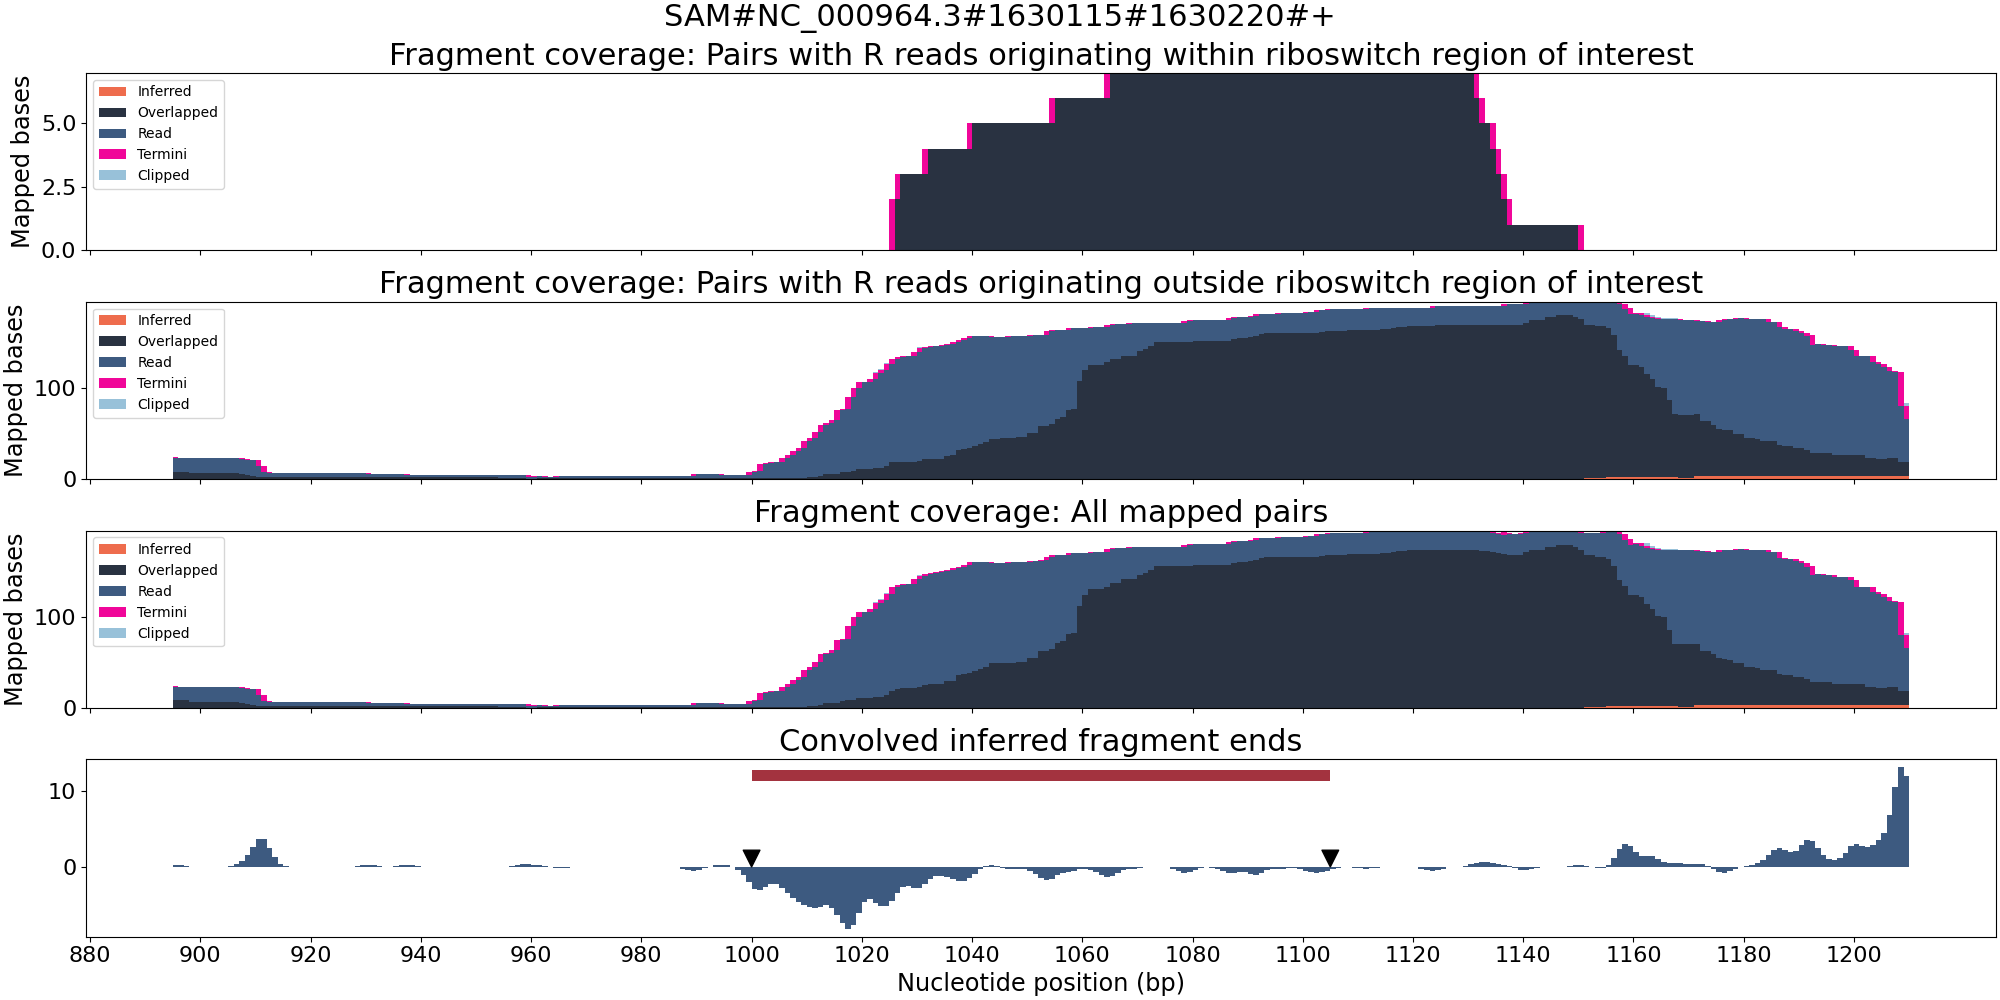 SAM#NC_000964.3#1630115#1630220#+
Fragment coverage: Pairs with R reads originating within riboswitch region of interest
Mapped bases
5.0
2.5
0.0
Inferred
Overlapped
Read
Termini
Clipped
Fragment coverage: Pairs with R reads originating outside riboswitch region of interest
Mapped bases
100
0
Inferred
Overlapped
Read
Termini
Clipped
Fragment coverage: All mapped pairs
Mapped bases
100
0
Inferred
Overlapped
Read
Termini
Clipped
Convolved inferred fragment ends
10
0
880 900 920 940 960 980 1000 1020 1040 1060 1080 1100 1120 1140 1160 1180 1200
Nucleotide position (bp)